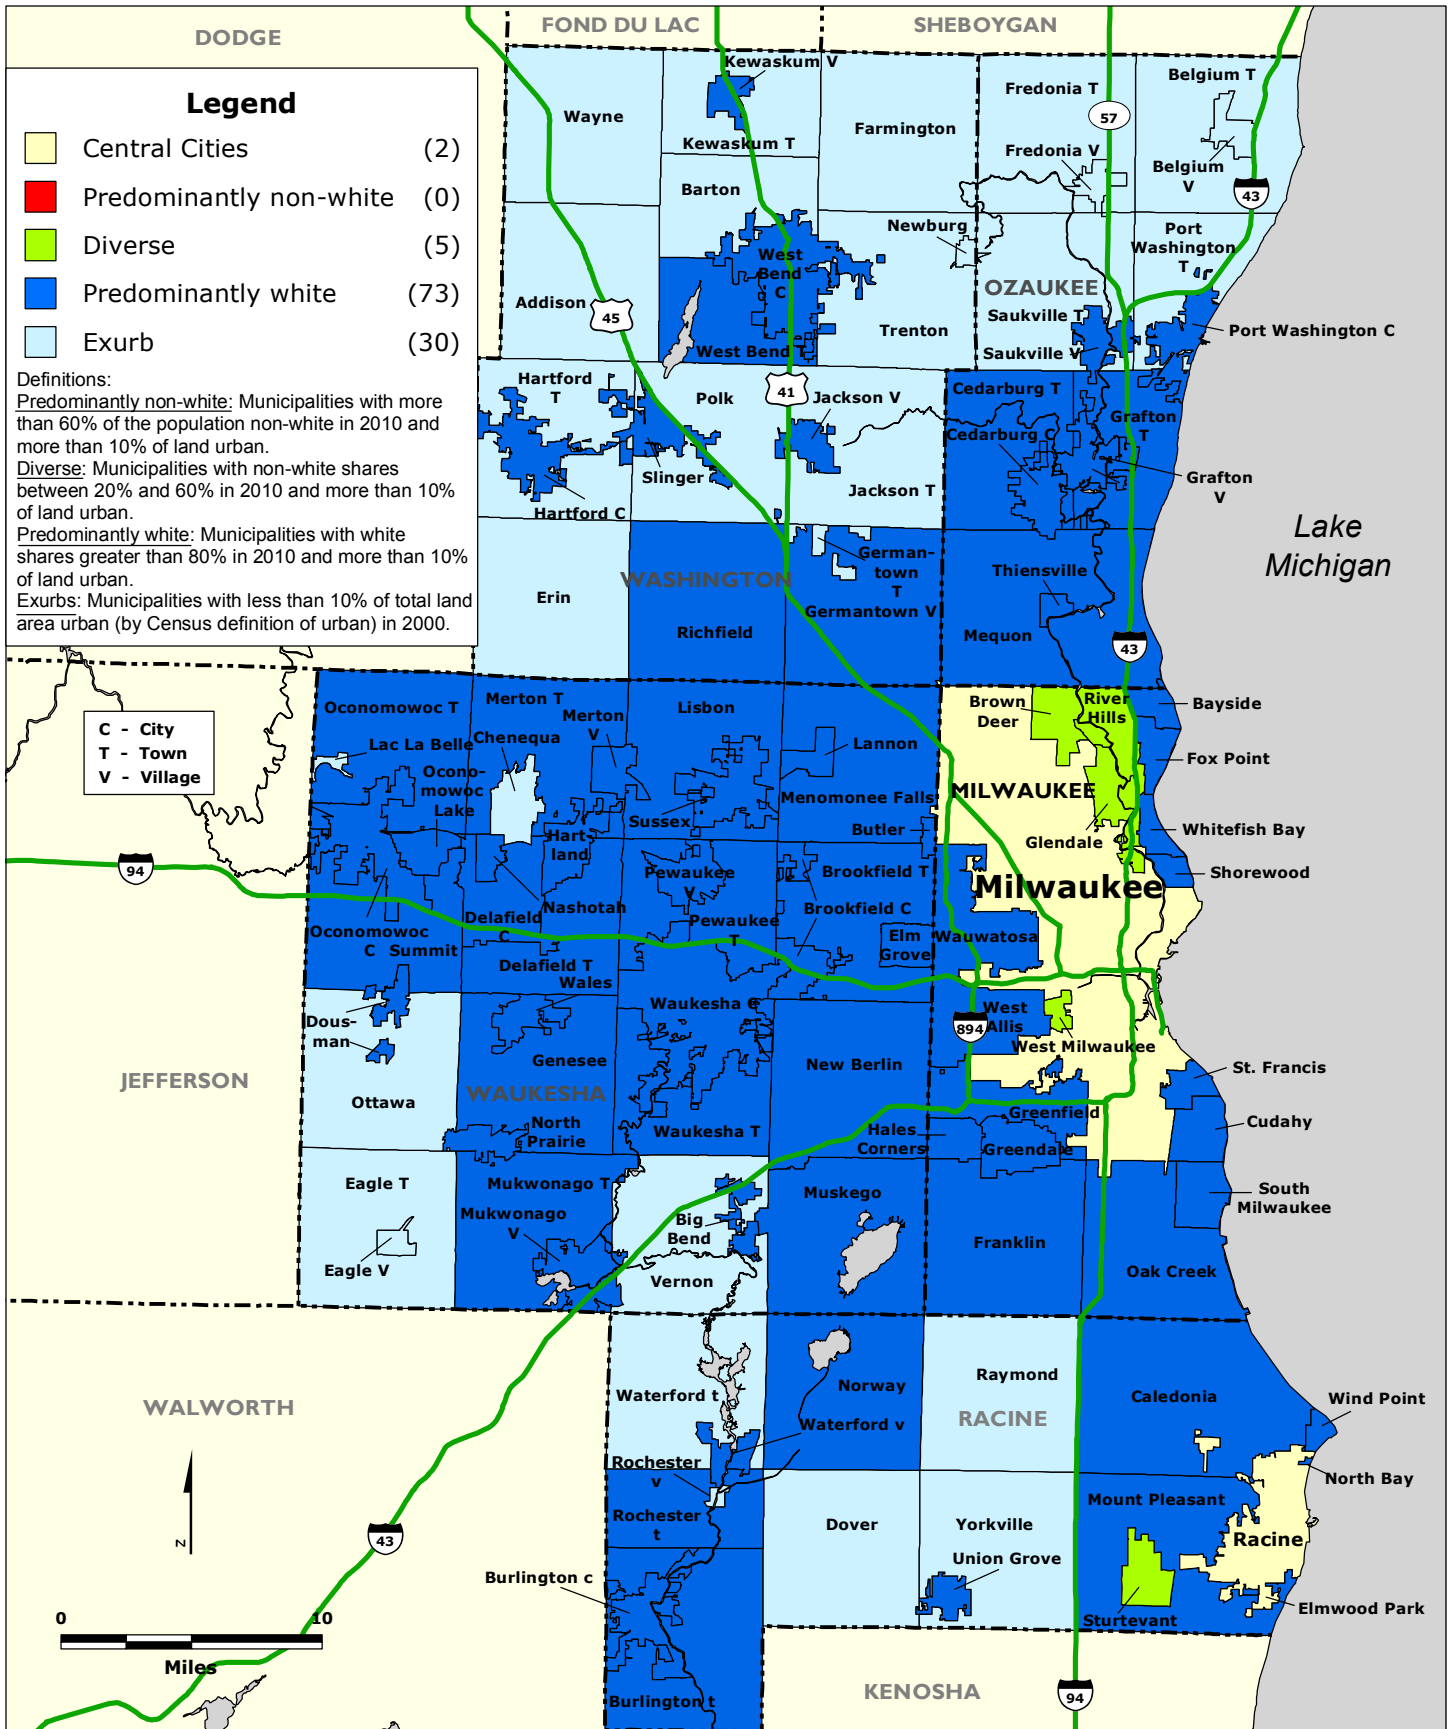 DODGE
FOND DU LAC
SHEBOYGAN
Legend
Central Cities (2)
Predominantly non-white (0)
Diverse (5)
Predominantly white (73)
Exurb (30)
Definitions:
Predominantly non-white: Municipalities with more
than 60% of the population non-white in 2010 and
more than 10% of land urban.
Diverse: Municipalities with non-white shares
between 20% and 60% in 2010 and more than 10%
of land urban.
Predominantly white: Municipalities with white
shares greater than 80% in 2010 and more than 10%
of land urban.
Exurbs: Municipalities with less than 10% of total land
area urban (by Census definition of urban) in 2000.
C - City
T - Town
V - Village
Kewaskum V
Wayne
Kewaskum T
Farmington
Fredonia T
Belgium T
57
Fredonia V
Belgium
V
43
Barton
Newburg
Port
Washington
T
West
Bend
C
OZAUKEE
Addison
45
Trenton
Saukville T
Port Washington C
West Bend T
Saukville V
Hartford
T
Polk
41
Jackson V
Cedarburg T
Grafton
T
Cedarburg C
Slinger
Grafton
V
Jackson T
Hartford C
Lake
Michigan
German-
town
T
Thiensville
WASHINGTON
Erin
Germantown V
Richfield
Mequon
43
Oconomowoc T
Merton T
Merton
V
Lisbon
Brown
Deer
River
Hills
Bayside
Lac La Belle
Chenequa
Lannon
Fox Point
Ocono-
mowoc
Lake
MILWAUKEE
Menomonee Falls
Sussex
Butler
Whitefish Bay
Hart-
land
Glendale
94
Pewaukee
V
Brookfield T
Shorewood
Milwaukee
Nashotah
Brookfield C
Delafield
C
Pewaukee
T
Oconomowoc
C
Summit
Elm
Grove
Wauwatosa
Delafield T
Wales
Waukesha C
West
Allis
894
Dous-
man
West Milwaukee
Genesee
New Berlin
St. Francis
JEFFERSON
WAUKESHA
Ottawa
Greenfield
North
Prairie
Waukesha T
Hales
Corners
Cudahy
Greendale
Eagle T
Mukwonago T
Muskego
South
Milwaukee
Mukwonago
V
Big
Bend
Franklin
Eagle V
Vernon
Oak Creek
Raymond
Waterford t
Norway
Caledonia
Wind Point
WALWORTH
RACINE
Waterford v
Rochester
v
North Bay
Mount Pleasant
Rochester
t
Dover
Yorkville
Racine
N
43
Union Grove
Burlington c
Elmwood Park
Sturtevant
0 10
Miles
KENOSHA
94
Burlington t